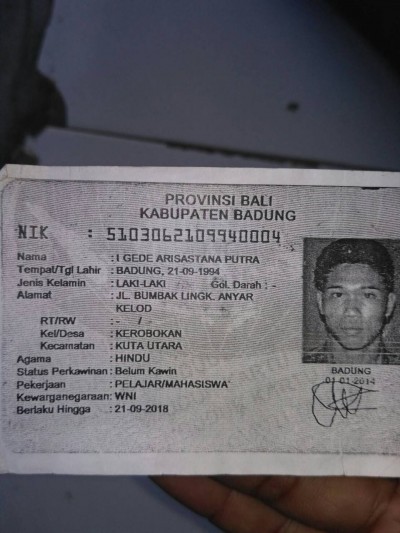 PROVINSI BALI
KABUPATEN BADUNG
NIK : 5103062109940004
Nama : I GEDE ARISASTANA PUTRA
Tempat/Tgl Lahir : BADUNG, 21-09-1994
Jenis Kelamin : LAKI-LAKI Gol. Darah : -
Alamat : JL. BUMBAK LINGK. ANYAR
KELOD
RT/RW : - /
Kel/Desa : KEROBOKAN
Kecamatan : KUTA UTARA
Agama : HINDU
Status Perkawinan : Belum Kawin
Pekerjaan : PELAJAR/MAHASISWA
Kewarganegaraan: WNI
Berlaku Hingga : 21-09-2018
BADUNG
01-01-2014